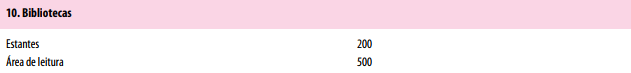 10. Bibliotecas
Estantes 200
Área de leitura 500